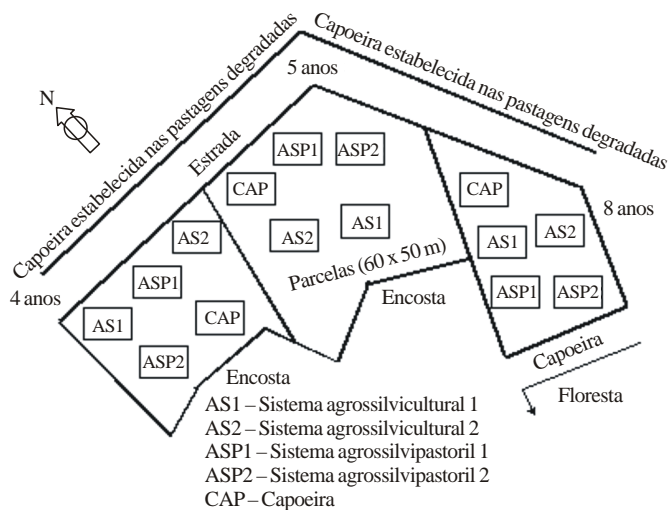 Capoeira estabelecida nas pastagens degradadas
Capoeira estabelecida nas pastagens degradadas
N
5 anos
Estrada
ASP1
ASP2
CAP
AS2
AS1
Parcelas (60 x 50 m)
Encosta
CAP
8 anos
AS1
AS2
ASP1
ASP2
4 anos
AS2
ASP1
AS1
CAP
ASP2
Encosta
Capoeira
Floresta
AS1 – Sistema agrossilvicultural 1
AS2 – Sistema agrossilvicultural 2
ASP1 – Sistema agrossilvipastoril 1
ASP2 – Sistema agrossilvipastoril 2
CAP – Capoeira